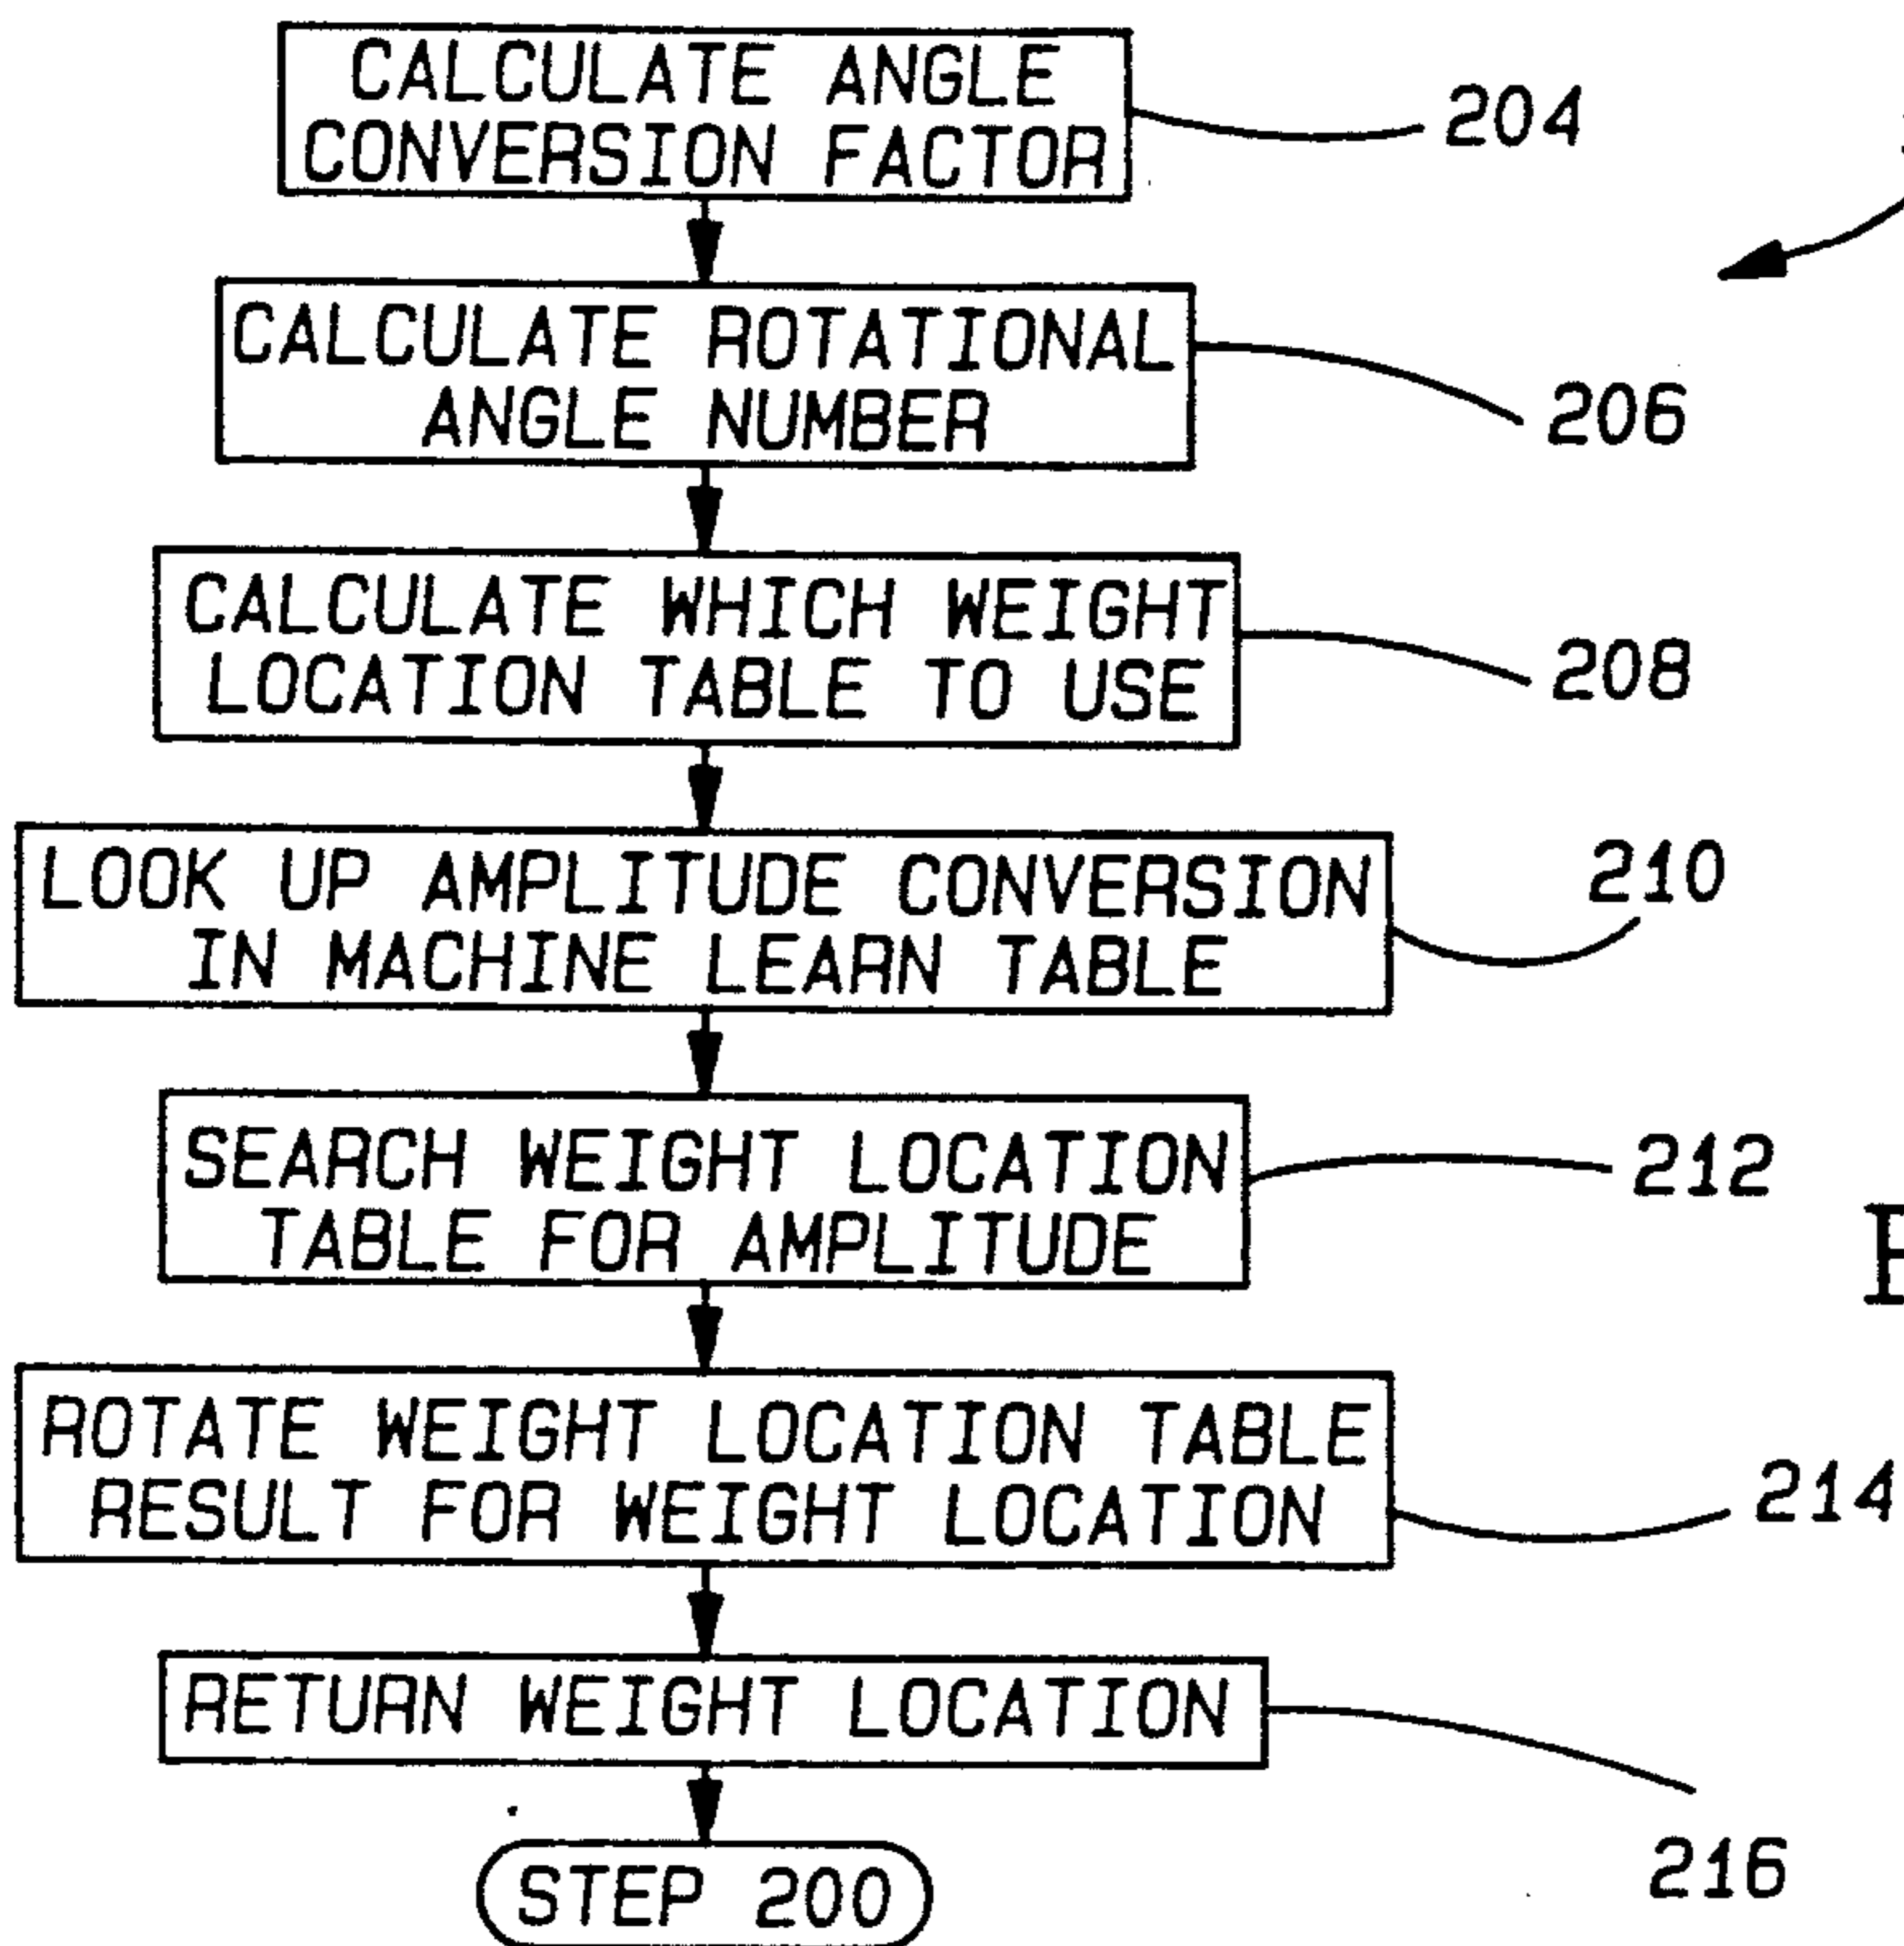 CALCULATE ANGLE
CONVERSION FACTOR
204
CALCULATE ROTATIONAL
ANGLE NUMBER
206
CALCULATE WHICH WEIGHT
LOCATION TABLE TO USE
208
LOOK UP AMPLITUDE CONVERSION
IN MACHINE LEARN TABLE
210
SEARCH WEIGHT LOCATION
TABLE FOR AMPLITUDE
212
ROTATE WEIGHT LOCATION TABLE
RESULT FOR WEIGHT LOCATION
214
RETURN WEIGHT LOCATION
216
STEP 200